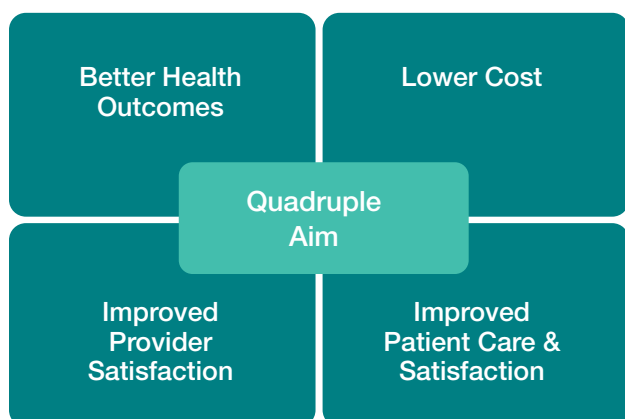 Better Health
Outcomes
Lower Cost
Quadruple
Aim
Improved
Provider
Satisfaction
Improved
Patient Care &
Satisfaction